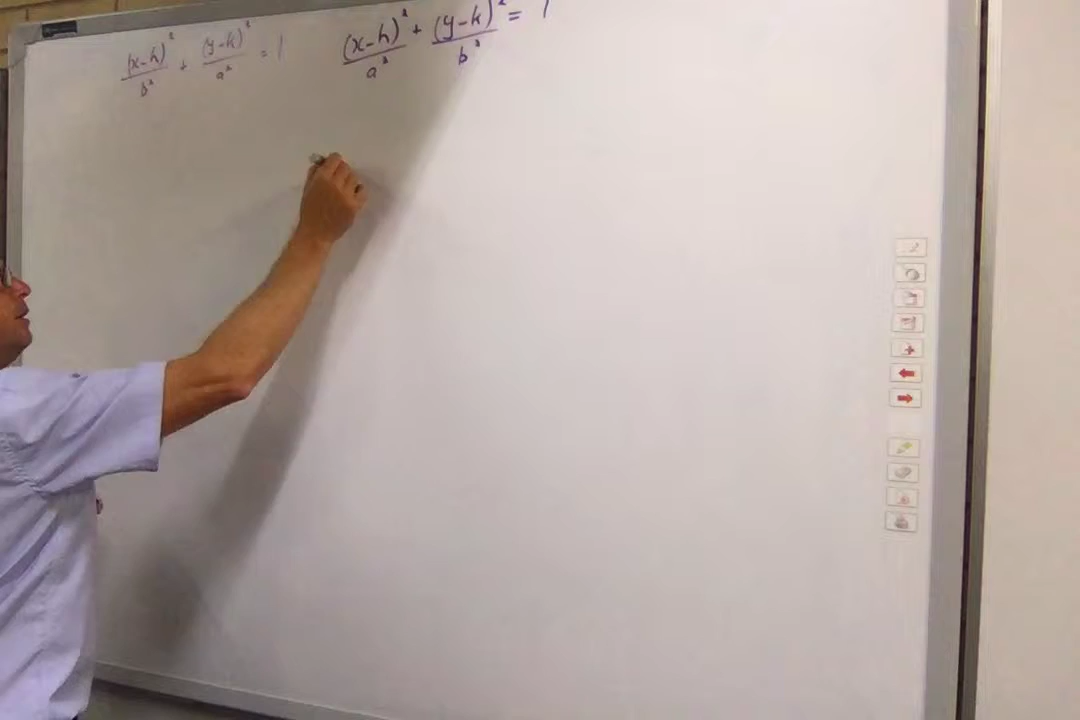 (x-h)²/b² + (y-k)²/a² = 1
(x-h)²/a² + (y-k)²/b² = 1